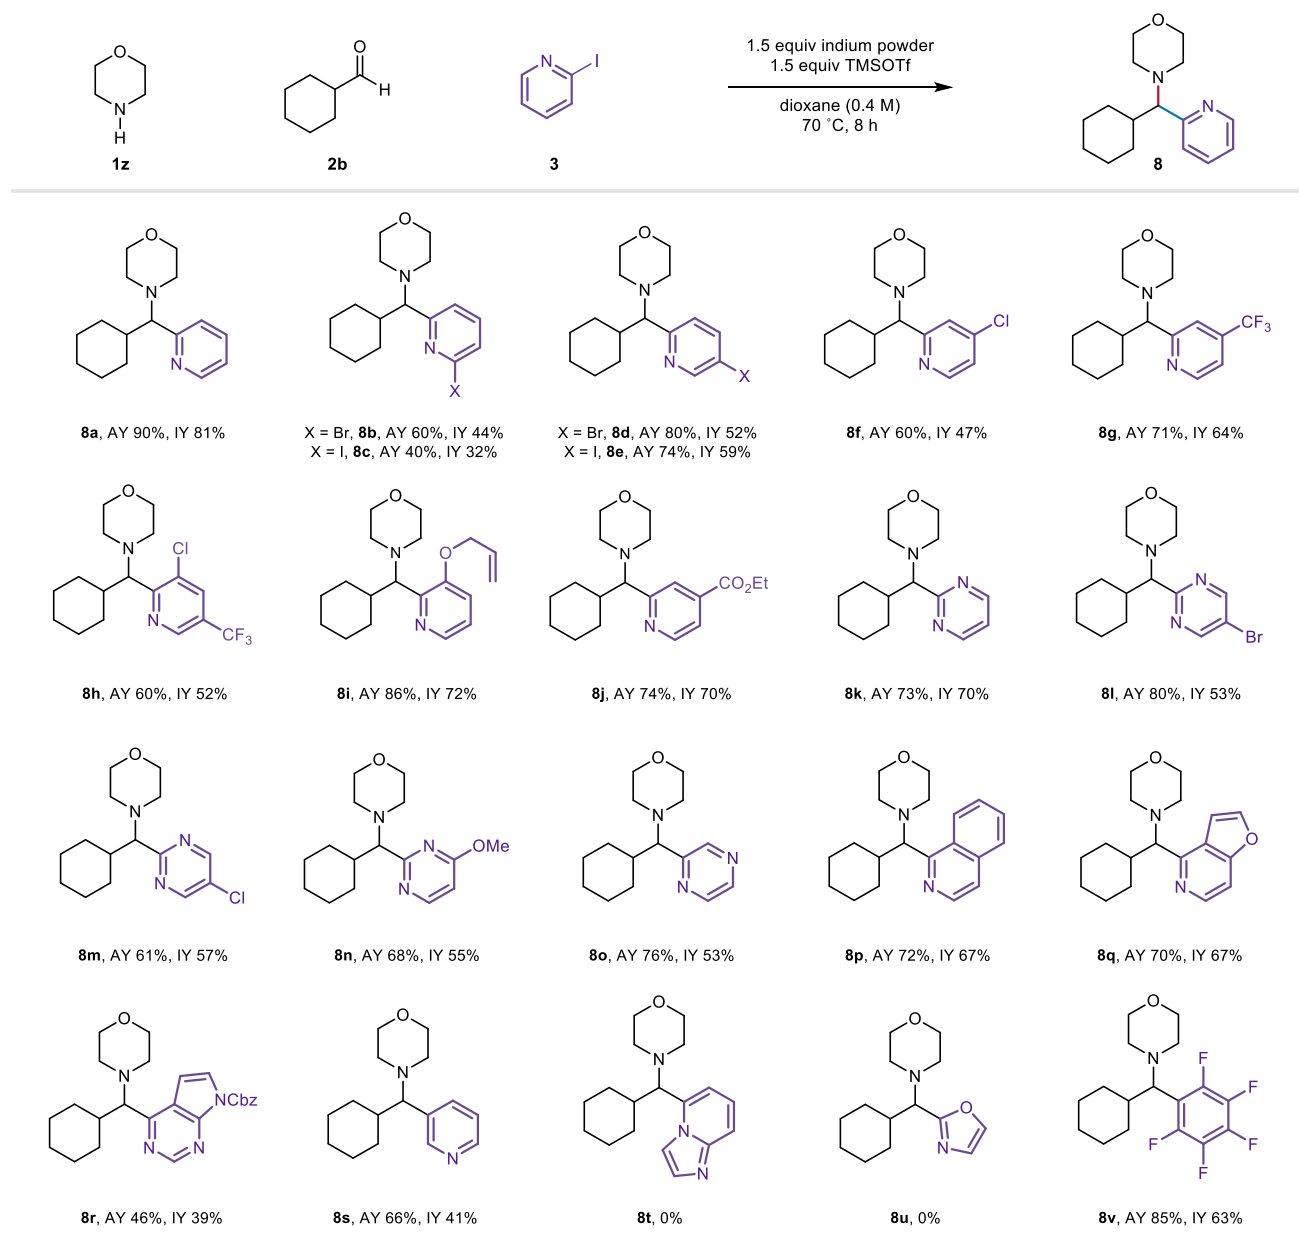 O
N
H
1z
O
H
2b
N
I
3
1.5 equiv indium powder
1.5 equiv TMSOTf
dioxane (0.4 M)
70 ˚C, 8 h
O
N
N
8
O
N
N
8a, AY 90%, IY 81%
O
N
N
X
X = Br, 8b, AY 60%, IY 44%
X = I, 8c, AY 40%, IY 32%
O
N
N
X
X = Br, 8d, AY 80%, IY 52%
X = I, 8e, AY 74%, IY 59%
O
N
Cl
N
8f, AY 60%, IY 47%
O
N
CF3
N
8g, AY 71%, IY 64%
O
N
Cl
N
CF3
8h, AY 60%, IY 52%
O
N
O
N
8i, AY 86%, IY 72%
O
N
CO2Et
N
8j, AY 74%, IY 70%
O
N
N
N
8k, AY 73%, IY 70%
O
N
N
N
Br
8l, AY 80%, IY 53%
O
N
N
N
Cl
8m, AY 61%, IY 57%
O
N
N
OMe
N
8n, AY 68%, IY 55%
O
N
N
N
8o, AY 76%, IY 53%
O
N
N
8p, AY 72%, IY 67%
O
N
O
N
8q, AY 70%, IY 67%
O
N
NCbz
N
N
8r, AY 46%, IY 39%
O
N
N
8s, AY 66%, IY 41%
O
N
N
N
8t, 0%
O
N
O
N
8u, 0%
O
N
F
F
F
F
F
8v, AY 85%, IY 63%